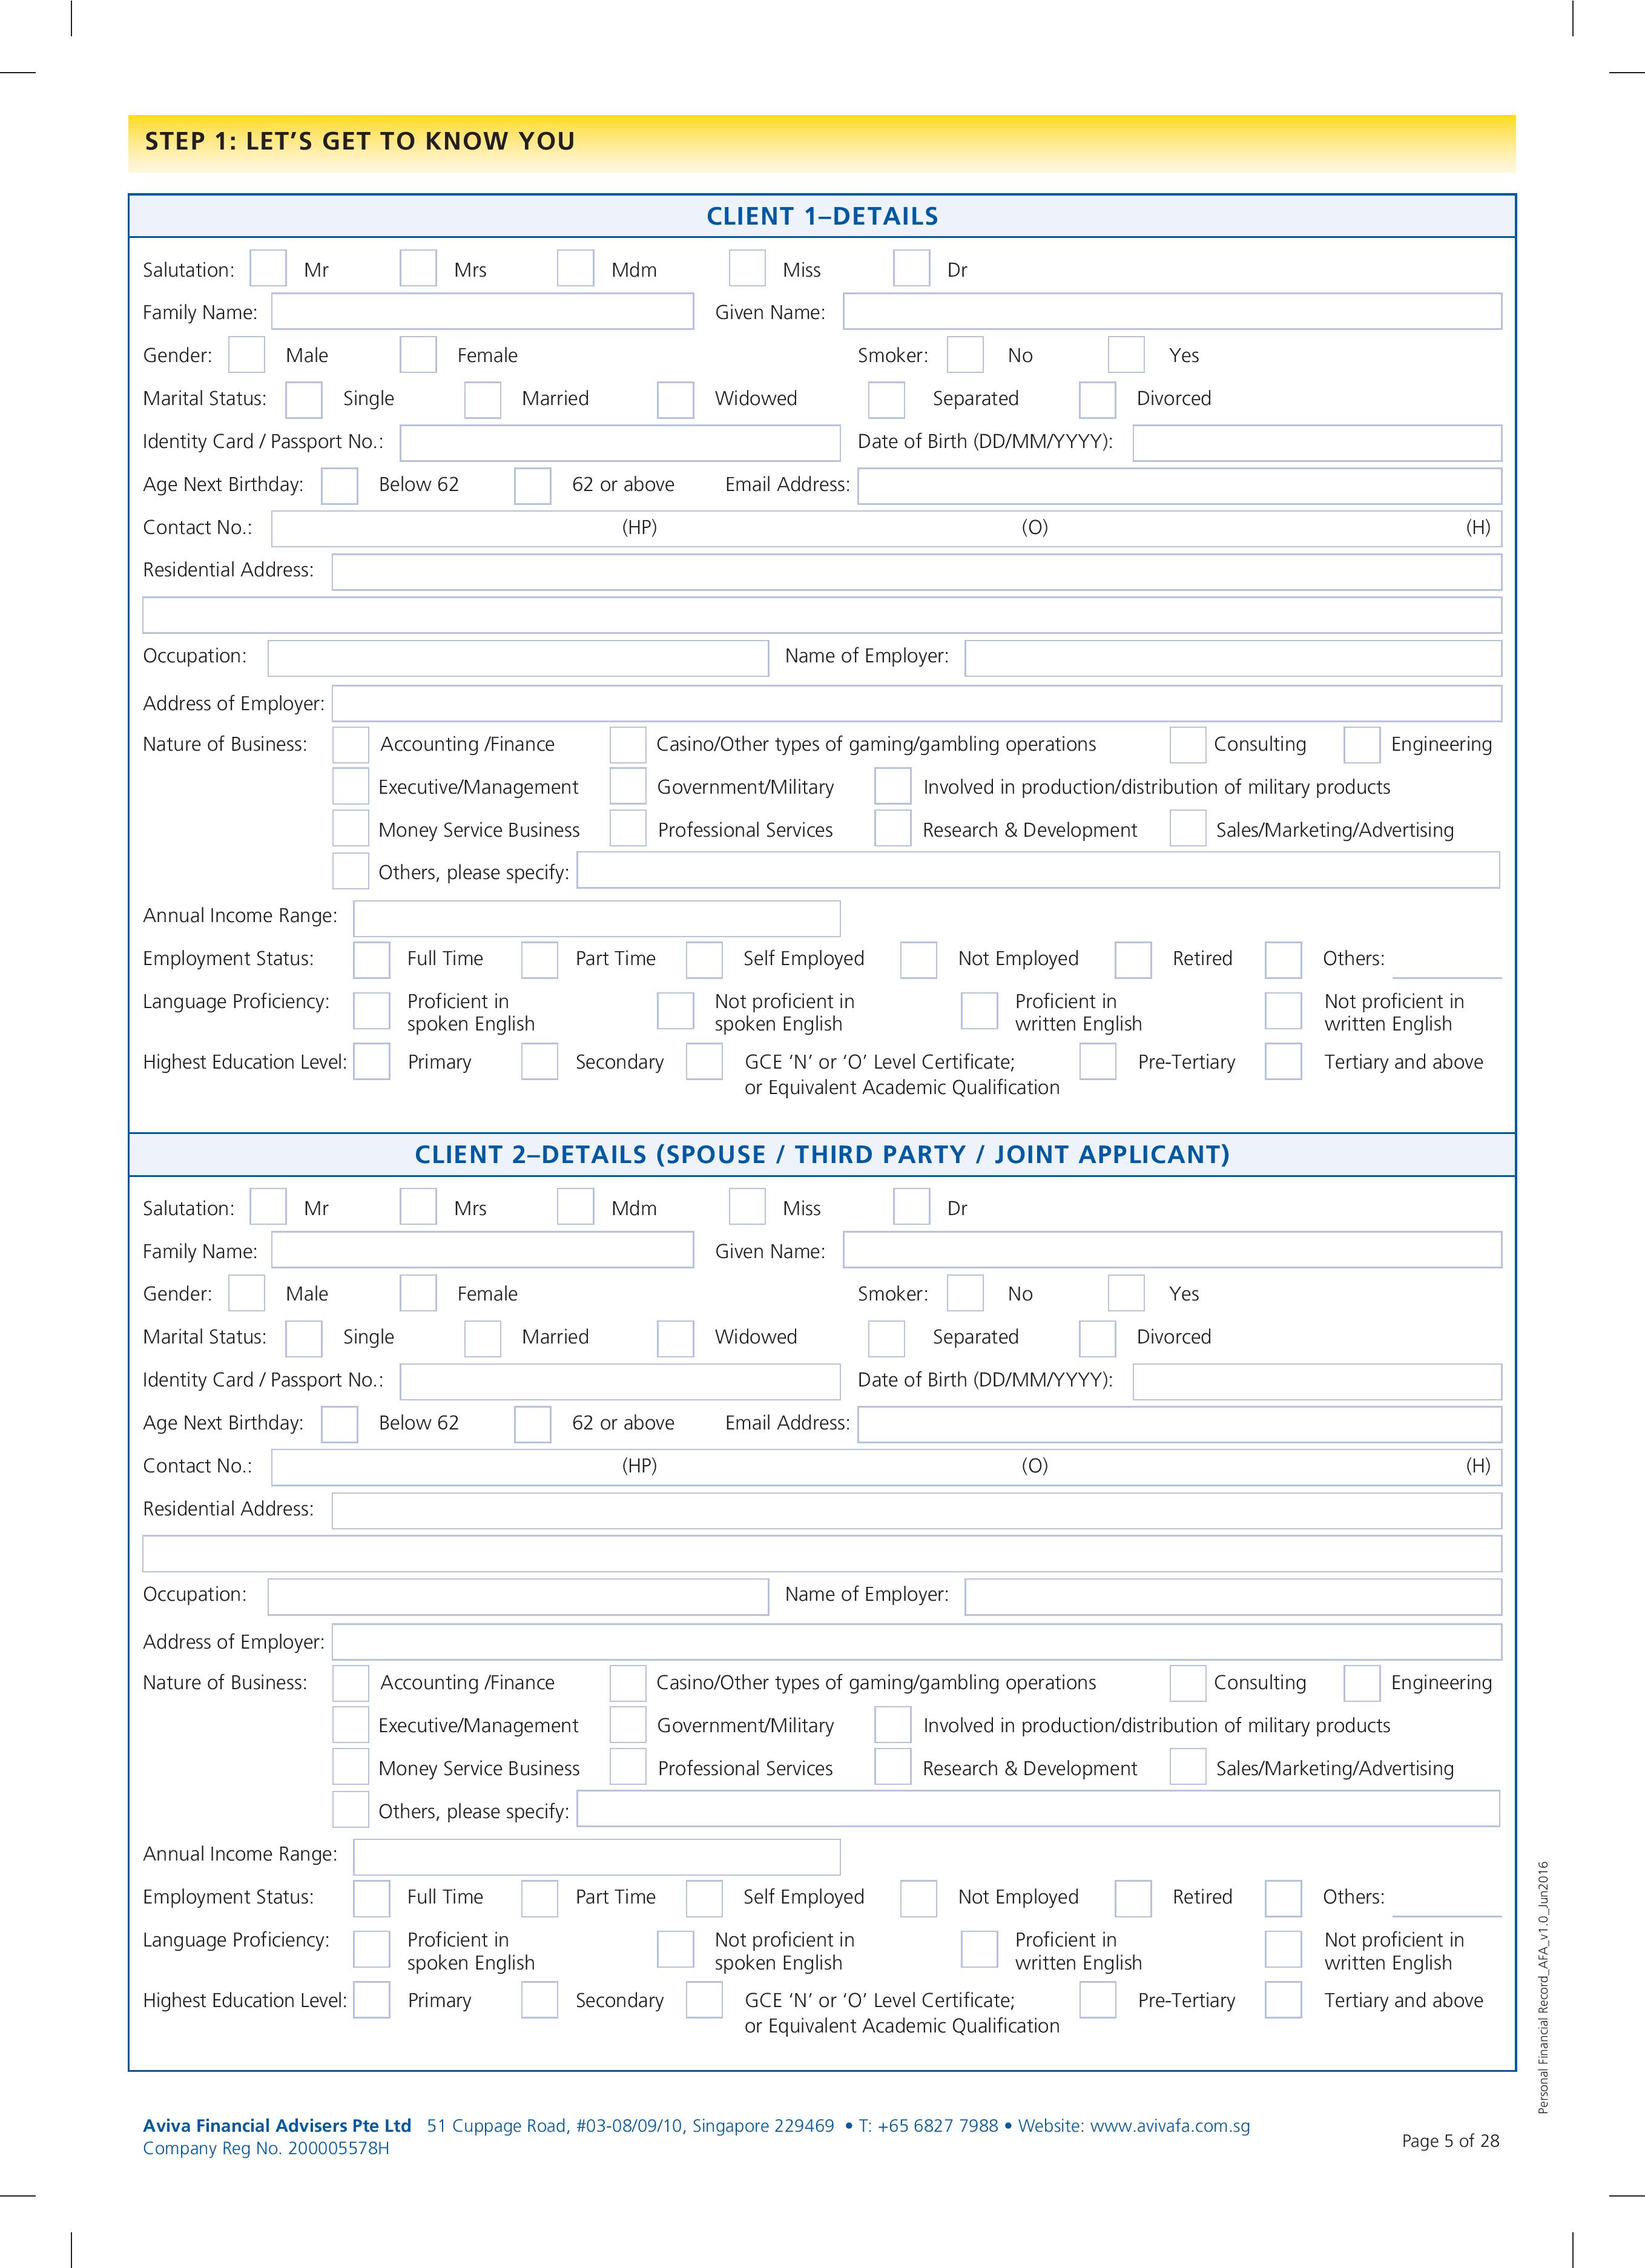 STEP 1: LET’S GET TO KNOW YOU
CLIENT 1–DETAILS
Salutation: Mr Mrs Mdm Miss Dr
Family Name: Given Name:
Gender: Male Female Smoker: No Yes
Marital Status: Single Married Widowed Separated Divorced
Identity Card / Passport No.: Date of Birth (DD/MM/YYYY):
Age Next Birthday: Below 62 62 or above Email Address:
Contact No.: (HP) (O) (H)
Residential Address:
Occupation: Name of Employer:
Address of Employer:
Nature of Business: Accounting /Finance Casino/Other types of gaming/gambling operations Consulting Engineering
Executive/Management Government/Military Involved in production/distribution of military products
Money Service Business Professional Services Research & Development Sales/Marketing/Advertising
Others, please specify:
Annual Income Range:
Employment Status: Full Time Part Time Self Employed Not Employed Retired Others:
Language Proficiency: Proficient in Not proficient in Proficient in Not proficient in
spoken English spoken English written English written English
Highest Education Level: Primary Secondary GCE ‘N’ or ‘O’ Level Certificate; Pre-Tertiary Tertiary and above
or Equivalent Academic Qualification
CLIENT 2–DETAILS (SPOUSE / THIRD PARTY / JOINT APPLICANT)
Salutation: Mr Mrs Mdm Miss Dr
Family Name: Given Name:
Gender: Male Female Smoker: No Yes
Marital Status: Single Married Widowed Separated Divorced
Identity Card / Passport No.: Date of Birth (DD/MM/YYYY):
Age Next Birthday: Below 62 62 or above Email Address:
Contact No.: (HP) (O) (H)
Residential Address:
Occupation: Name of Employer:
Address of Employer:
Nature of Business: Accounting /Finance Casino/Other types of gaming/gambling operations Consulting Engineering
Executive/Management Government/Military Involved in production/distribution of military products
Money Service Business Professional Services Research & Development Sales/Marketing/Advertising
Others, please specify:
Annual Income Range:
Employment Status: Full Time Part Time Self Employed Not Employed Retired Others:
Language Proficiency: Proficient in Not proficient in Proficient in Not proficient in
spoken English spoken English written English written English
Highest Education Level: Primary Secondary GCE ‘N’ or ‘O’ Level Certificate; Pre-Tertiary Tertiary and above
or Equivalent Academic Qualification
Personal Financial Record_AFA_v1.0_Jun2016
Aviva Financial Advisers Pte Ltd 51 Cuppage Road, #03-08/09/10, Singapore 229469 • T: +65 6827 7988 • Website: www.avivafa.com.sg
Company Reg No. 200005578H
Page 5 of 28